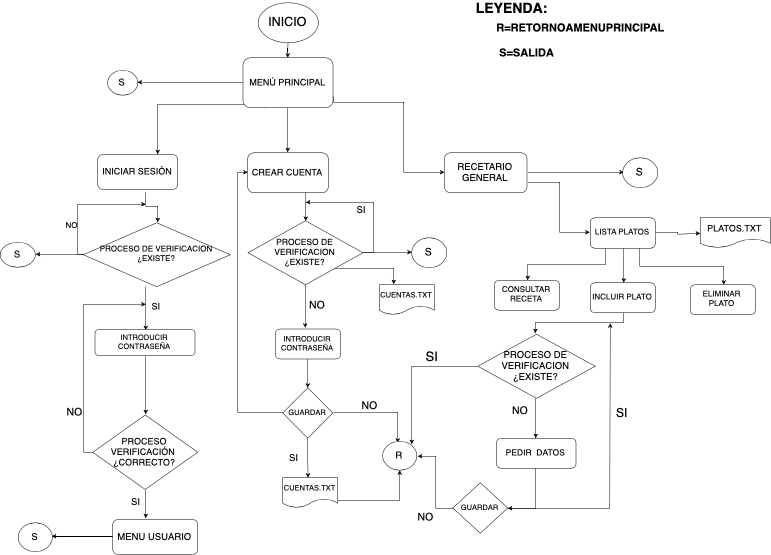 LEYENDA:
R=RETORNOAMENUPRINCIPAL
S=SALIDA
INICIO
MENÚ PRINCIPAL
S
INICIAR SESIÓN
CREAR CUENTA
RECETARIO
GENERAL
S
NO
SI
PROCESO DE VERIFICACION
¿EXISTE?
S
PROCESO DE
VERIFICACION
¿EXISTE?
S
LISTA PLATOS
PLATOS.TXT
CUENTAS.TXT
CONSULTAR
RECETA
INCLUIR PLATO
ELIMINAR
PLATO
SI
NO
INTRODUCIR
CONTRASEÑA
INTRODUCIR
CONTRASEÑA
SI
PROCESO DE
VERIFICACION
¿EXISTE?
NO
GUARDAR
NO
NO
SI
PROCESO
VERIFICACIÓN
¿CORRECTO?
SI
R
PEDIR DATOS
CUENTAS.TXT
SI
NO
GUARDAR
S
MENU USUARIO